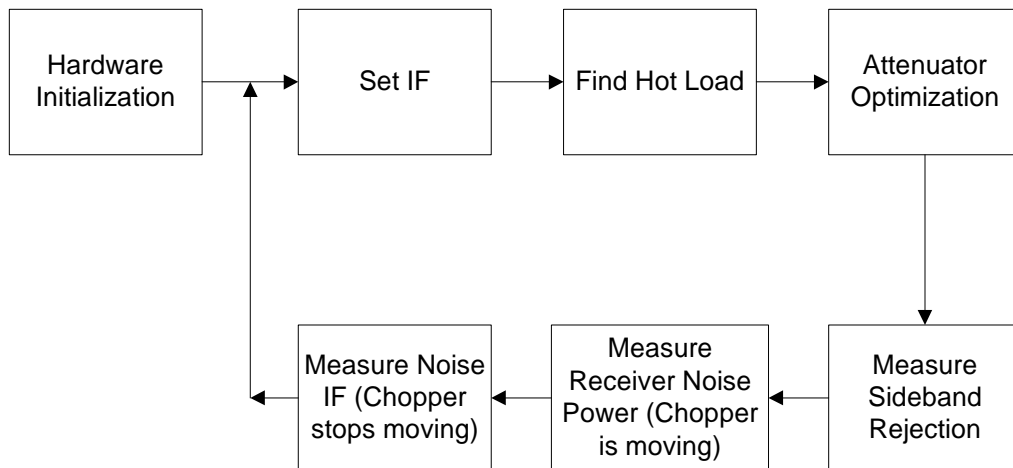 Hardware
Initialization
Set IF
Find Hot Load
Attenuator
Optimization
Measure Noise
IF (Chopper
stops moving)
Measure
Receiver Noise
Power (Chopper
is moving)
Measure
Sideband
Rejection